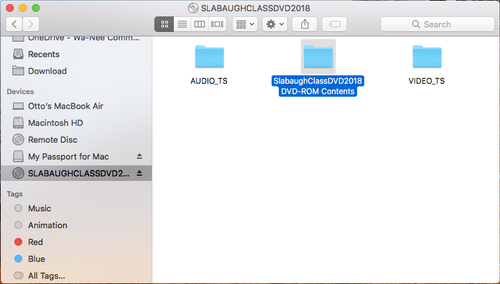 SLABAUGHCLASSDVD2018
Search
OneDrive - Wa-Nee Comm...
Recents
Download
Devices
Otto's MacBook Air
Macintosh HD
Remote Disc
My Passport for Mac
SLABAUGHCLASSDVD2...
Tags
Music
Animation
Red
Blue
All Tags...
AUDIO_TS
SlabaughClassDVD2018
DVD-ROM Contents
VIDEO_TS